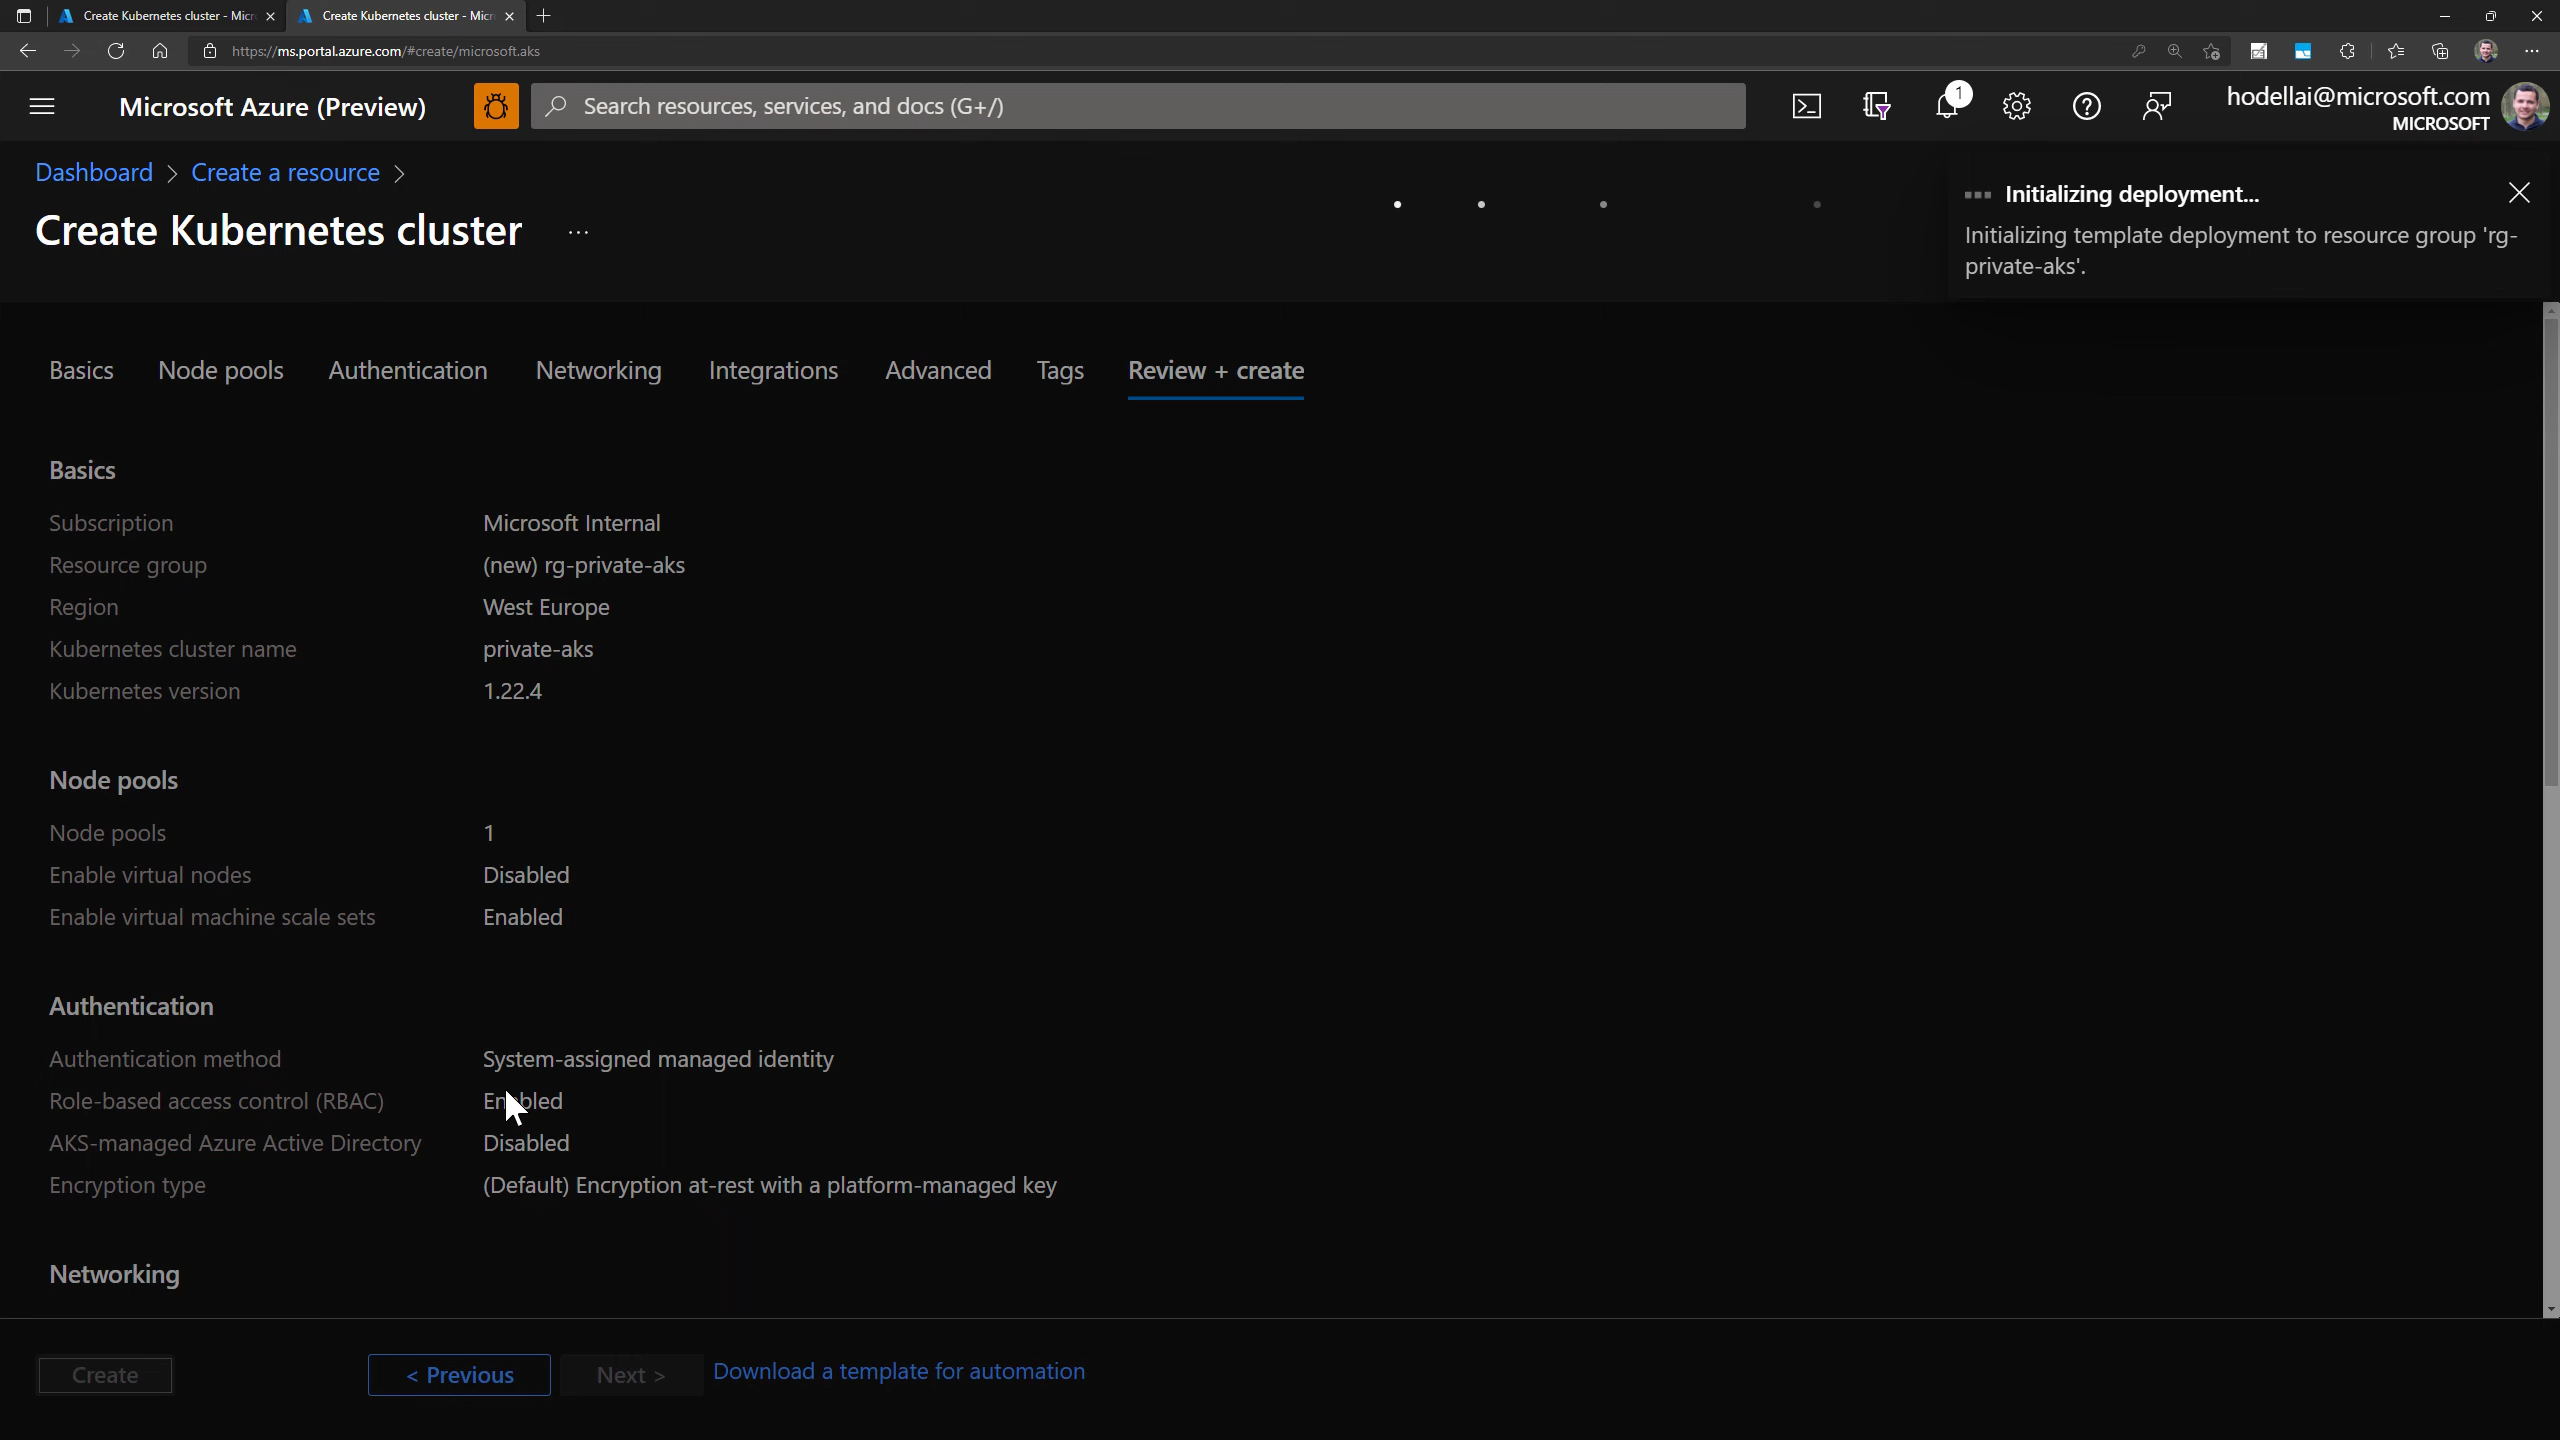 Create Kubernetes cluster - Micr
Create Kubernetes cluster - Micr
https://ms.portal.azure.com/#create/microsoft.aks
Microsoft Azure (Preview)
Search resources, services, and docs (G+/)
1
hodellai@microsoft.com
MICROSOFT
Dashboard > Create a resource >
Create Kubernetes cluster ...
Initializing deployment...
Initializing template deployment to resource group 'rg-
private-aks'.
Basics Node pools Authentication Networking Integrations Advanced Tags Review + create
Basics
Subscription Microsoft Internal
Resource group (new) rg-private-aks
Region West Europe
Kubernetes cluster name private-aks
Kubernetes version 1.22.4
Node pools
Node pools 1
Enable virtual nodes Disabled
Enable virtual machine scale sets Enabled
Authentication
Authentication method System-assigned managed identity
Role-based access control (RBAC) Enabled
AKS-managed Azure Active Directory Disabled
Encryption type (Default) Encryption at-rest with a platform-managed key
Networking
Create < Previous Next > Download a template for automation